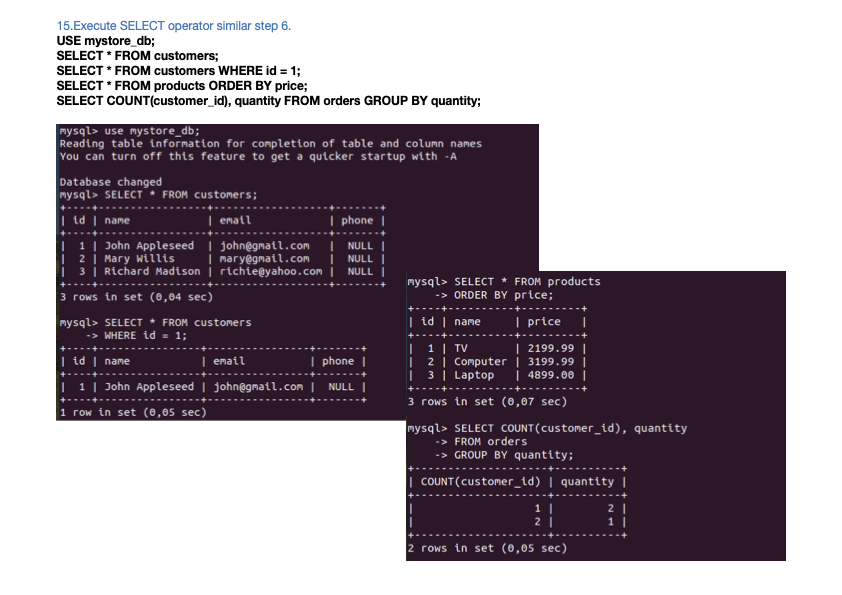 15.Execute SELECT operator similar step 6.
USE mystore_db;
SELECT * FROM customers;
SELECT * FROM customers WHERE id = 1;
SELECT * FROM products ORDER BY price;
SELECT COUNT(customer_id), quantity FROM orders GROUP BY quantity;
mysql> use mystore_db;
Reading table information for completion of table and column names
You can turn off this feature to get a quicker startup with -A
Database changed
mysql> SELECT * FROM customers;
+----+-----------------+------------------+-------+
| id | name            | email            | phone |
+----+-----------------+------------------+-------+
|  1 | John Appleseed  | john@gmail.com   |  NULL |
|  2 | Mary Willis     | mary@gmail.com   |  NULL |
|  3 | Richard Madison | richie@yahoo.com |  NULL |
+----+-----------------+------------------+-------+
3 rows in set (0,04 sec)
mysql> SELECT * FROM customers
    -> WHERE id = 1;
+----+----------------+----------------+-------+
| id | name           | email          | phone |
+----+----------------+----------------+-------+
|  1 | John Appleseed | john@gmail.com |  NULL |
+----+----------------+----------------+-------+
1 row in set (0,05 sec)
mysql> SELECT * FROM products
    -> ORDER BY price;
+----+----------+---------+
| id | name     | price   |
+----+----------+---------+
|  1 | TV       | 2199.99 |
|  2 | Computer | 3199.99 |
|  3 | Laptop   | 4899.00 |
+----+----------+---------+
3 rows in set (0,07 sec)
mysql> SELECT COUNT(customer_id), quantity
    -> FROM orders
    -> GROUP BY quantity;
+--------------------+----------+
| COUNT(customer_id) | quantity |
+--------------------+----------+
|                  1 |        2 |
|                  2 |        1 |
+--------------------+----------+
2 rows in set (0,05 sec)